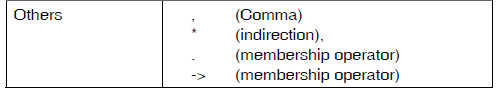 Others , (Comma)
* (indirection),
. (membership operator)
-> (membership operator)